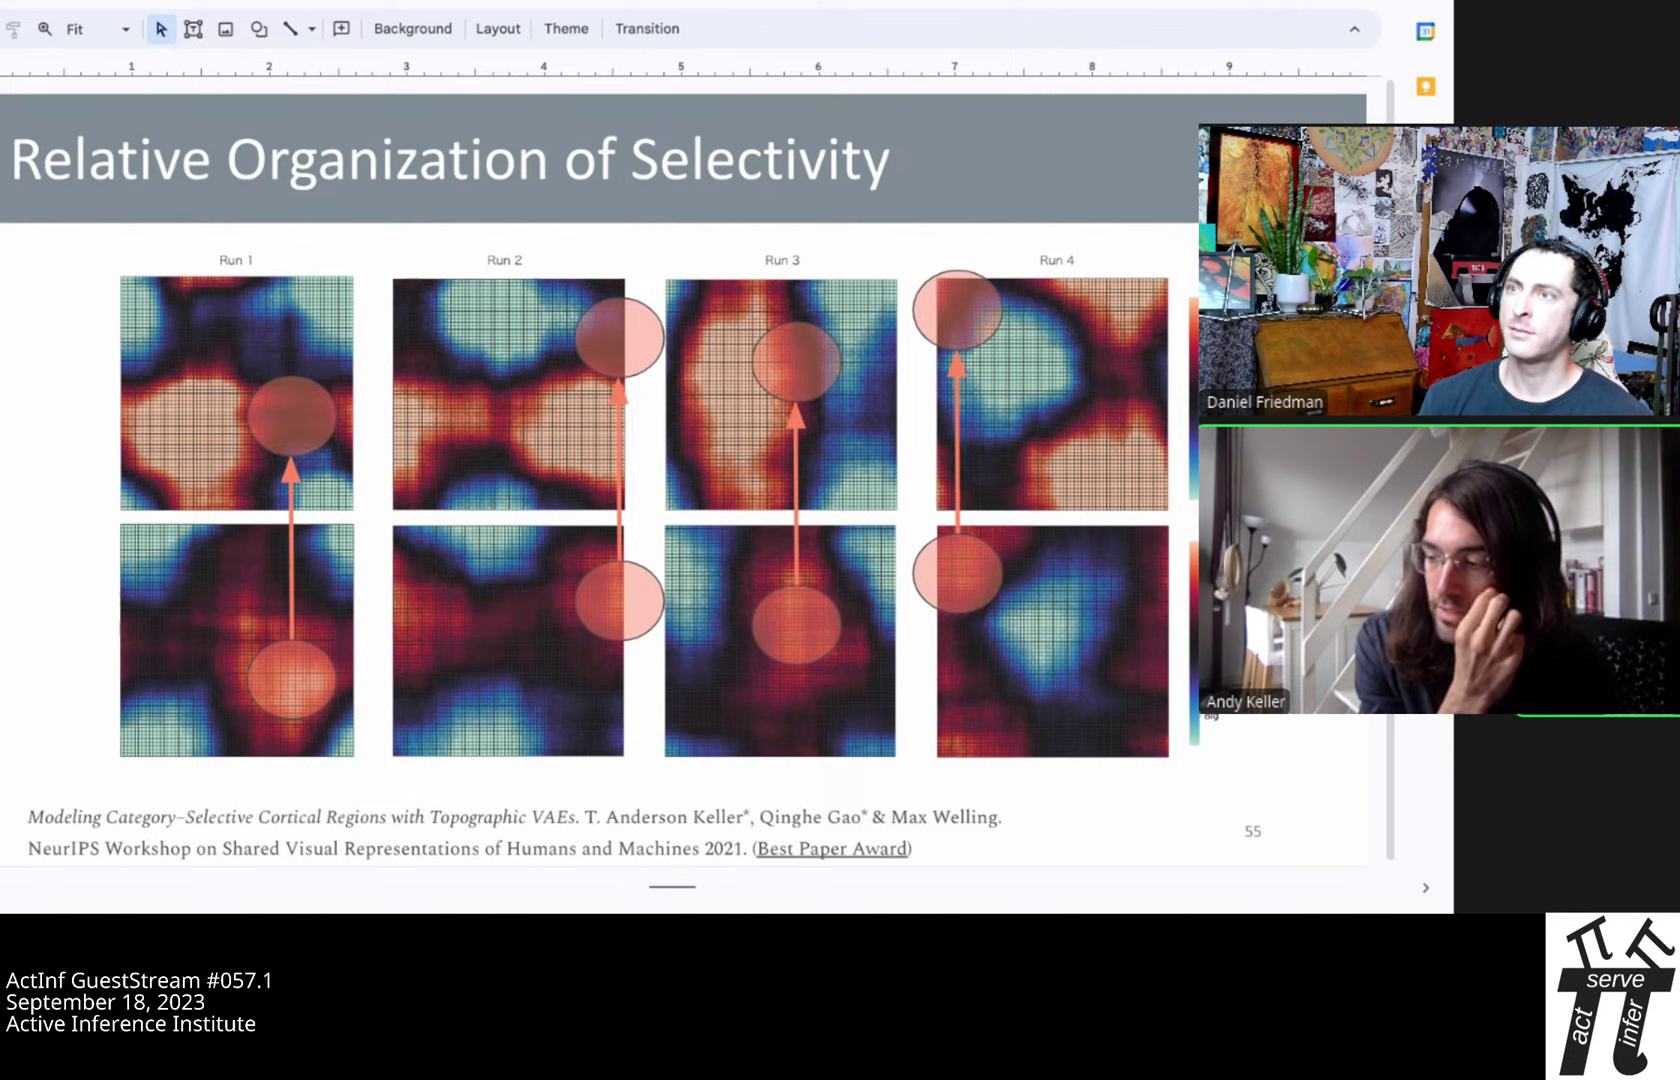 Fit
Background
Layout
Theme
Transition
1 2 3 4 5 6 7 8 9
31
Relative Organization of Selectivity
Run 1
Run 2
Run 3
Run 4
Daniel Friedman
Andy Keller
Big
Modeling Category-Selective Cortical Regions with Topographic VAEs. T. Anderson Keller*, Qinghe Gao* & Max Welling.
NeurIPS Workshop on Shared Visual Representations of Humans and Machines 2021. (Best Paper Award)
55
ActInf GuestStream #057.1
September 18, 2023
Active Inference Institute
serve
act
infer